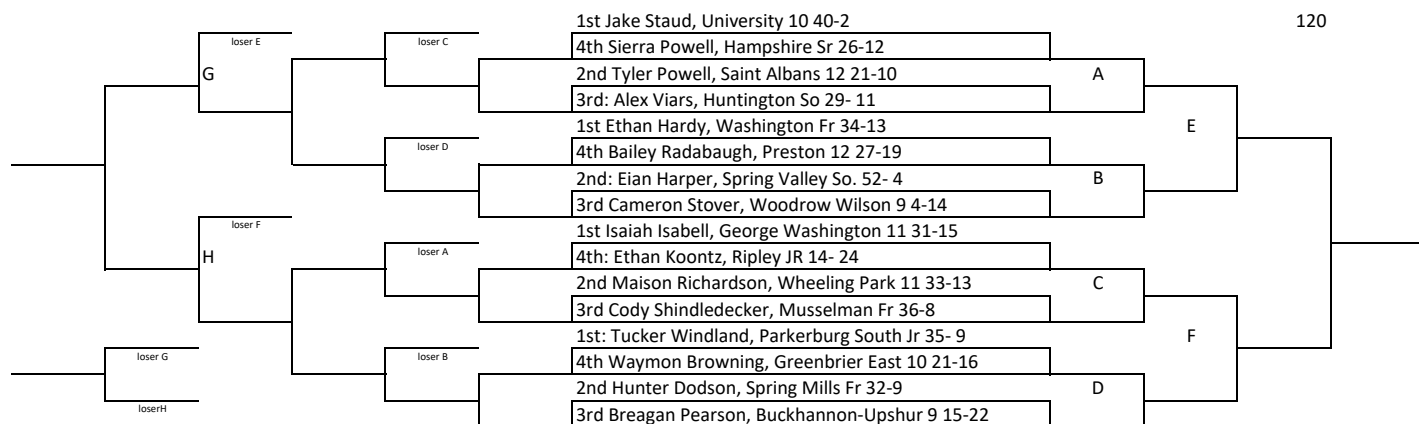 1st Jake Staud, University 10 40-2
120
loser E
loser C
4th Sierra Powell, Hampshire Sr 26-12
G
2nd Tyler Powell, Saint Albans 12 21-10
A
3rd: Alex Viars, Huntington So 29- 11
1st Ethan Hardy, Washington Fr 34-13
E
loser D
4th Bailey Radabaugh, Preston 12 27-19
2nd: Eian Harper, Spring Valley So. 52- 4
B
3rd Cameron Stover, Woodrow Wilson 9 4-14
loser F
1st Isaiah Isabell, George Washington 11 31-15
loser A
H
4th: Ethan Koontz, Ripley JR 14- 24
2nd Maison Richardson, Wheeling Park 11 33-13
C
3rd Cody Shindledecker, Musselman Fr 36-8
1st: Tucker Windland, Parkerburg South Jr 35- 9
F
loser G
loser B
4th Waymon Browning, Greenbrier East 10 21-16
2nd Hunter Dodson, Spring Mills Fr 32-9
D
loserH
3rd Breagan Pearson, Buckhannon-Upshur 9 15-22